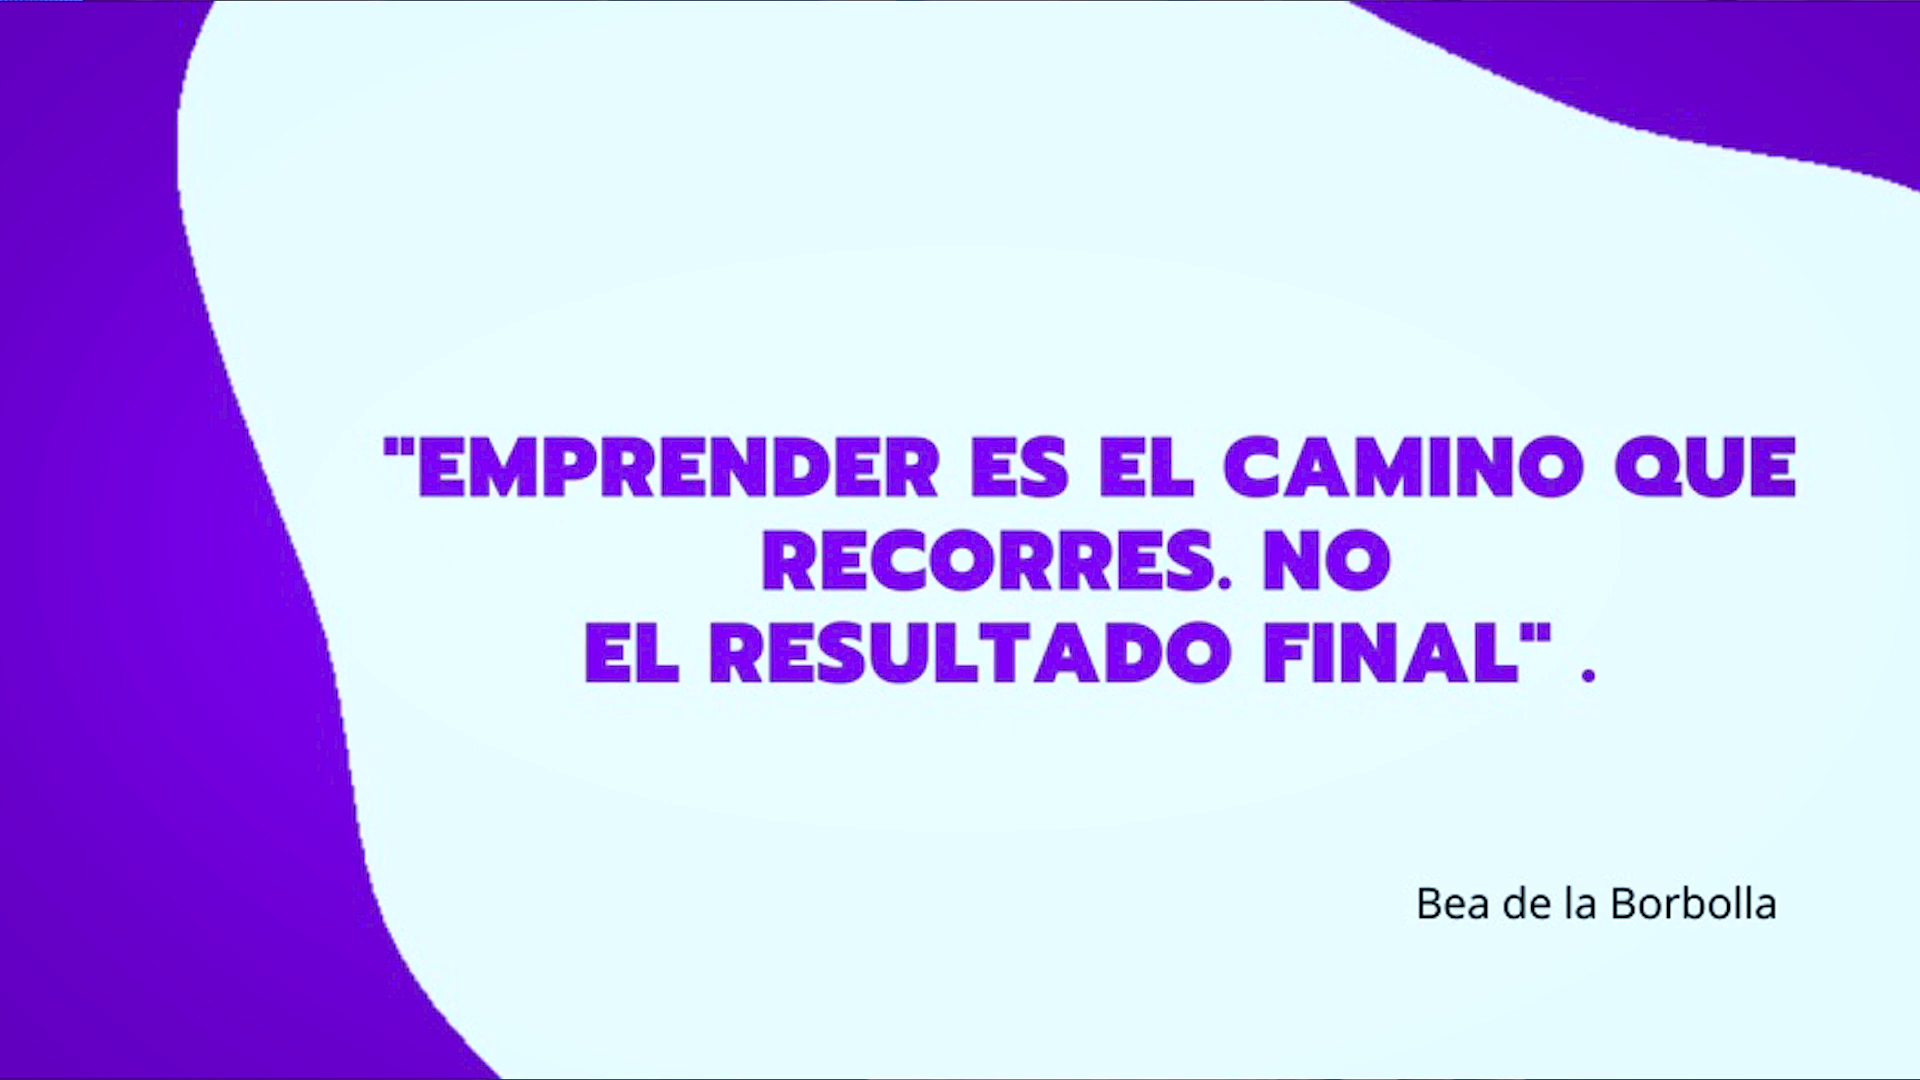 "EMPRENDER ES EL CAMINO QUE
RECORRES. NO
EL RESULTADO FINAL" .
Bea de la Borbolla